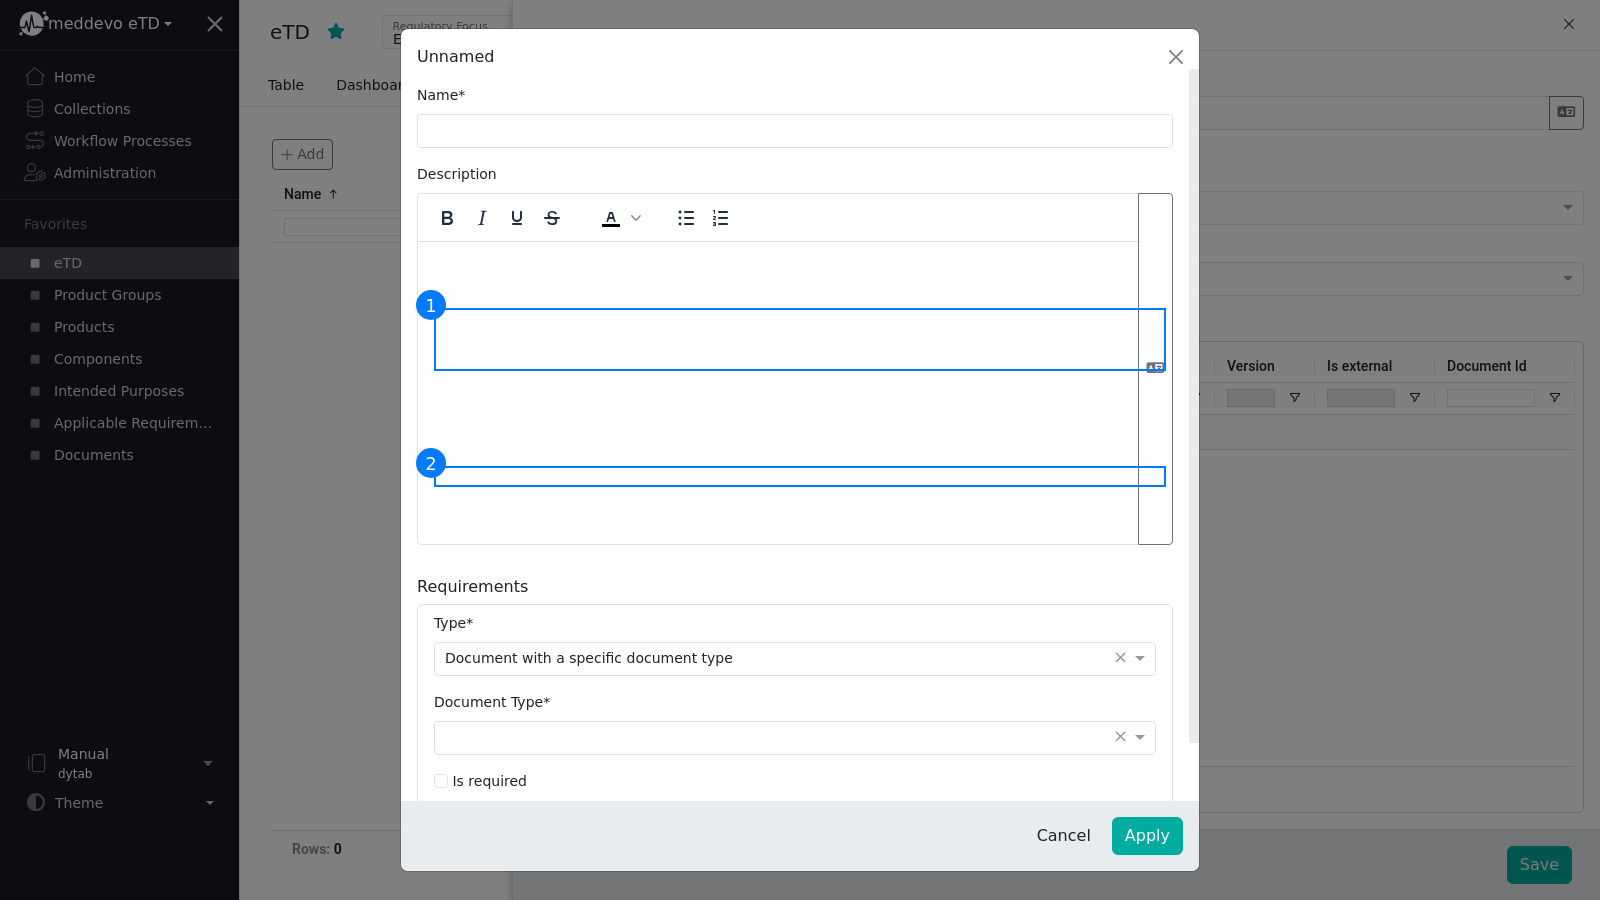 meddevo eTD
Home
Collections
Workflow Processes
Administration
Favorites
eTD
Product Groups
Products
Components
Intended Purposes
Applicable Requirem...
Documents
Manual
dytab
Theme
eTD
Regulatory Focus
E
Table
Dashboar
Add
Name
Rows: 0
Unnamed
Name*
Description
B I U S A
1
2
Requirements
Type*
Document with a specific document type
Document Type*
Is required
Cancel
Apply
Version
Is external
Document Id
Save